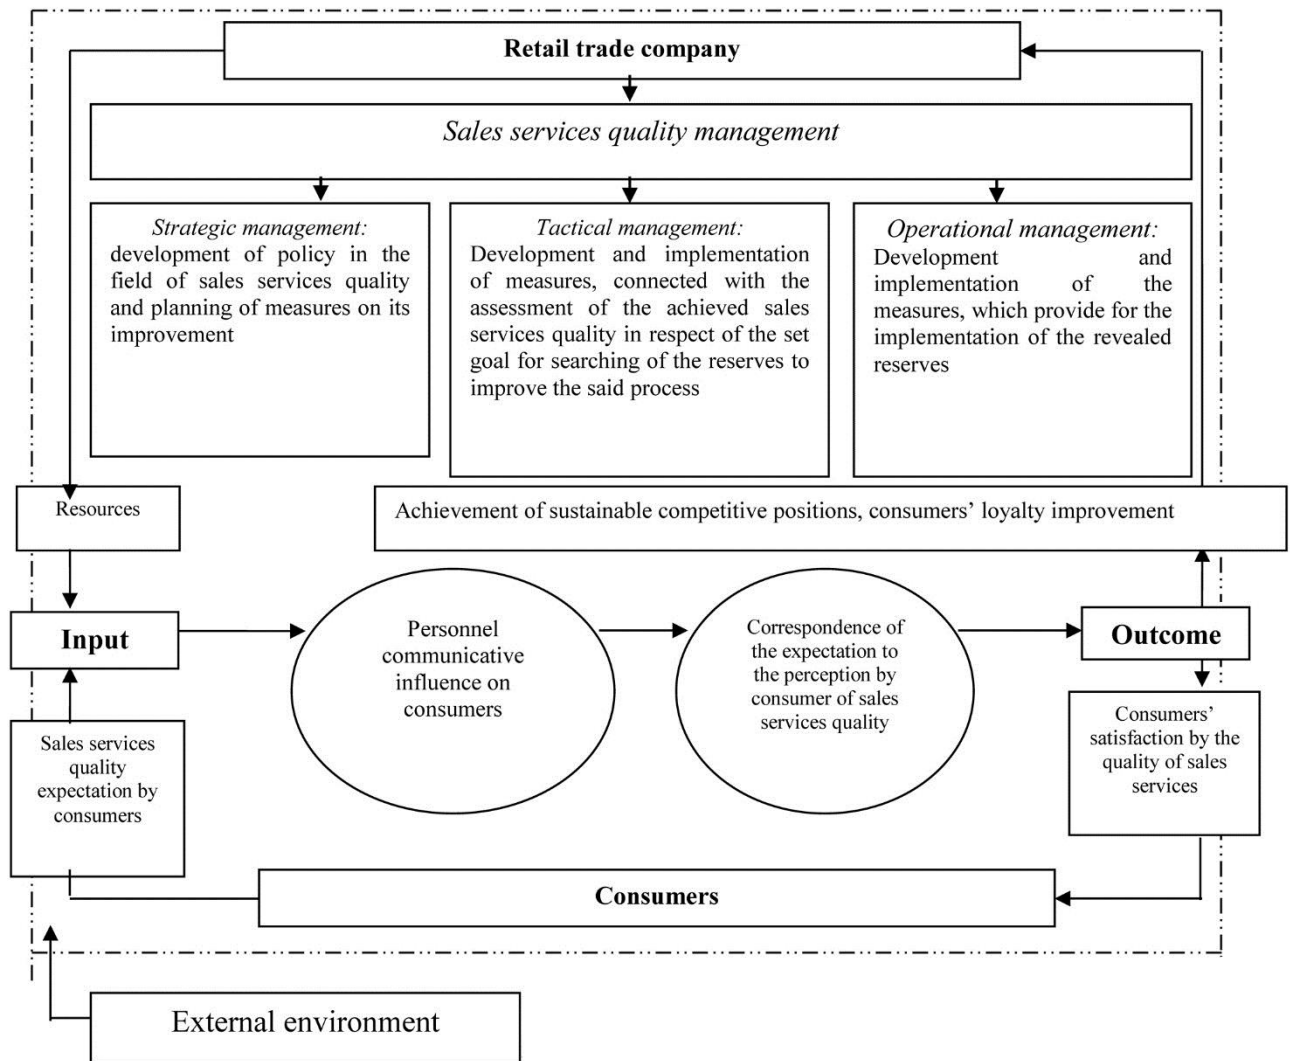 Retail trade company
Sales services quality management
Strategic management:
development of policy in the
field of sales services quality
and planning of measures on its
improvement
Tactical management:
Development and implementation
of measures, connected with the
assessment of the achieved sales
services quality in respect of the set
goal for searching of the reserves to
improve the said process
Operational management:
Development and
implementation of the
measures, which provide for the
implementation of the revealed
reserves
Resources
Achievement of sustainable competitive positions, consumers’ loyalty improvement
Input
Personnel
communicative
influence on
consumers
Correspondence of
the expectation to
the perception by
consumer of sales
services quality
Outcome
Sales services
quality
expectation by
consumers
Consumers’
satisfaction by the
quality of sales
services
Consumers
External environment